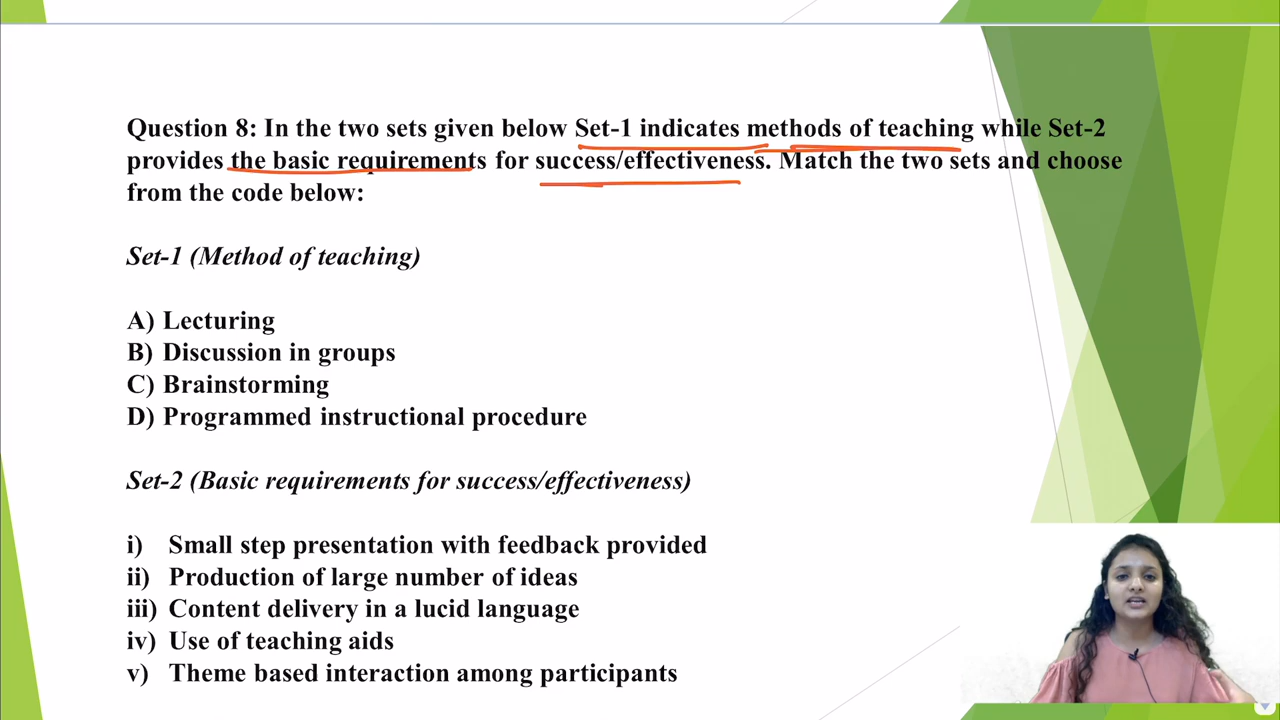 Question 8: In the two sets given below Set-1 indicates methods of teaching while Set-2
provides the basic requirements for success/effectiveness. Match the two sets and choose
from the code below:
Set-1 (Method of teaching)
A) Lecturing
B) Discussion in groups
C) Brainstorming
D) Programmed instructional procedure
Set-2 (Basic requirements for success/effectiveness)
i) Small step presentation with feedback provided
ii) Production of large number of ideas
iii) Content delivery in a lucid language
iv) Use of teaching aids
v) Theme based interaction among participants